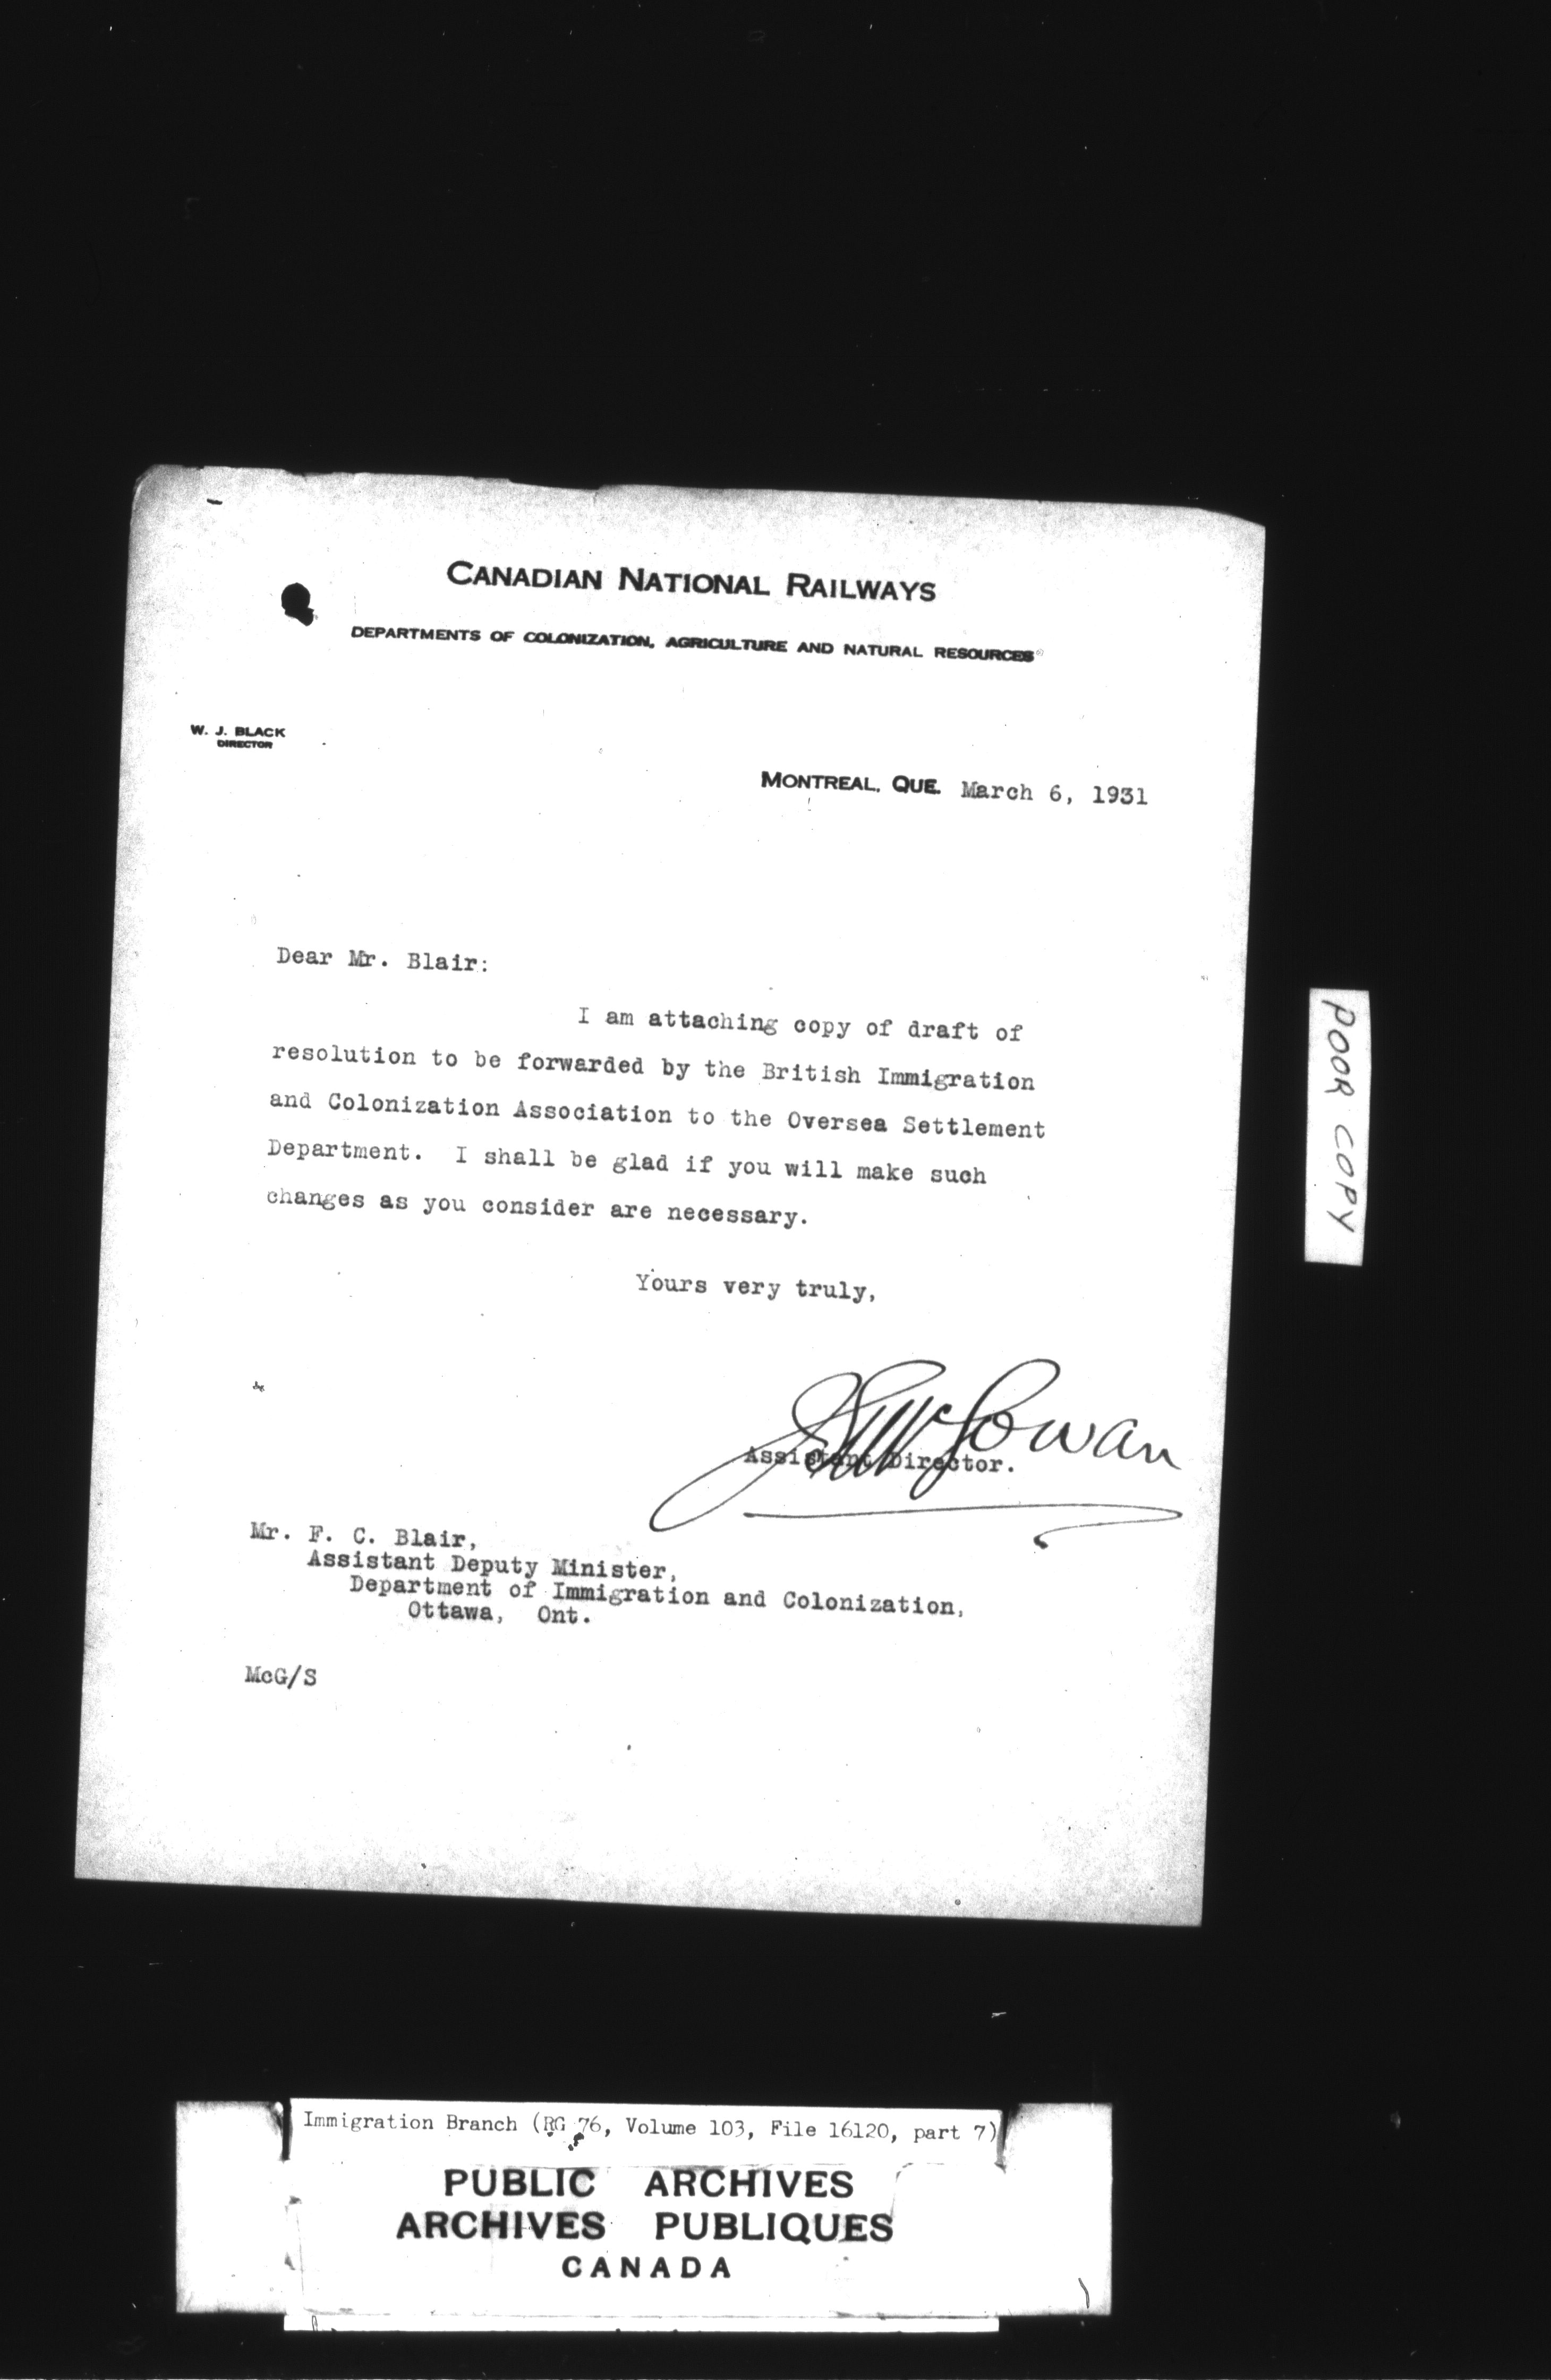 CANADIAN NATIONAL RAILWAYS
DEPARTMENTS OF COLONIZATION, AGRICULTURE AND NATURAL RESOURCES
W. J. BLACK
DIRECTOR
MONTREAL, QUE. March 6, 1931
Dear Mr. Blair:
I am attaching copy of draft of
resolution to be forwarded by the British Immigration
and Colonization Association to the Oversea Settlement
Department. I shall be glad if you will make such
changes as you consider are necessary.
Yours very truly,
McGowan
Assistant Director.
Mr. F. C. Blair,
Assistant Deputy Minister,
Department of Immigration and Colonization,
Ottawa, Ont.
McG/S
POOR COPY
Immigration Branch (RG 76, Volume 103, File 16120, part 7)
PUBLIC ARCHIVES
ARCHIVES PUBLIQUES
CANADA